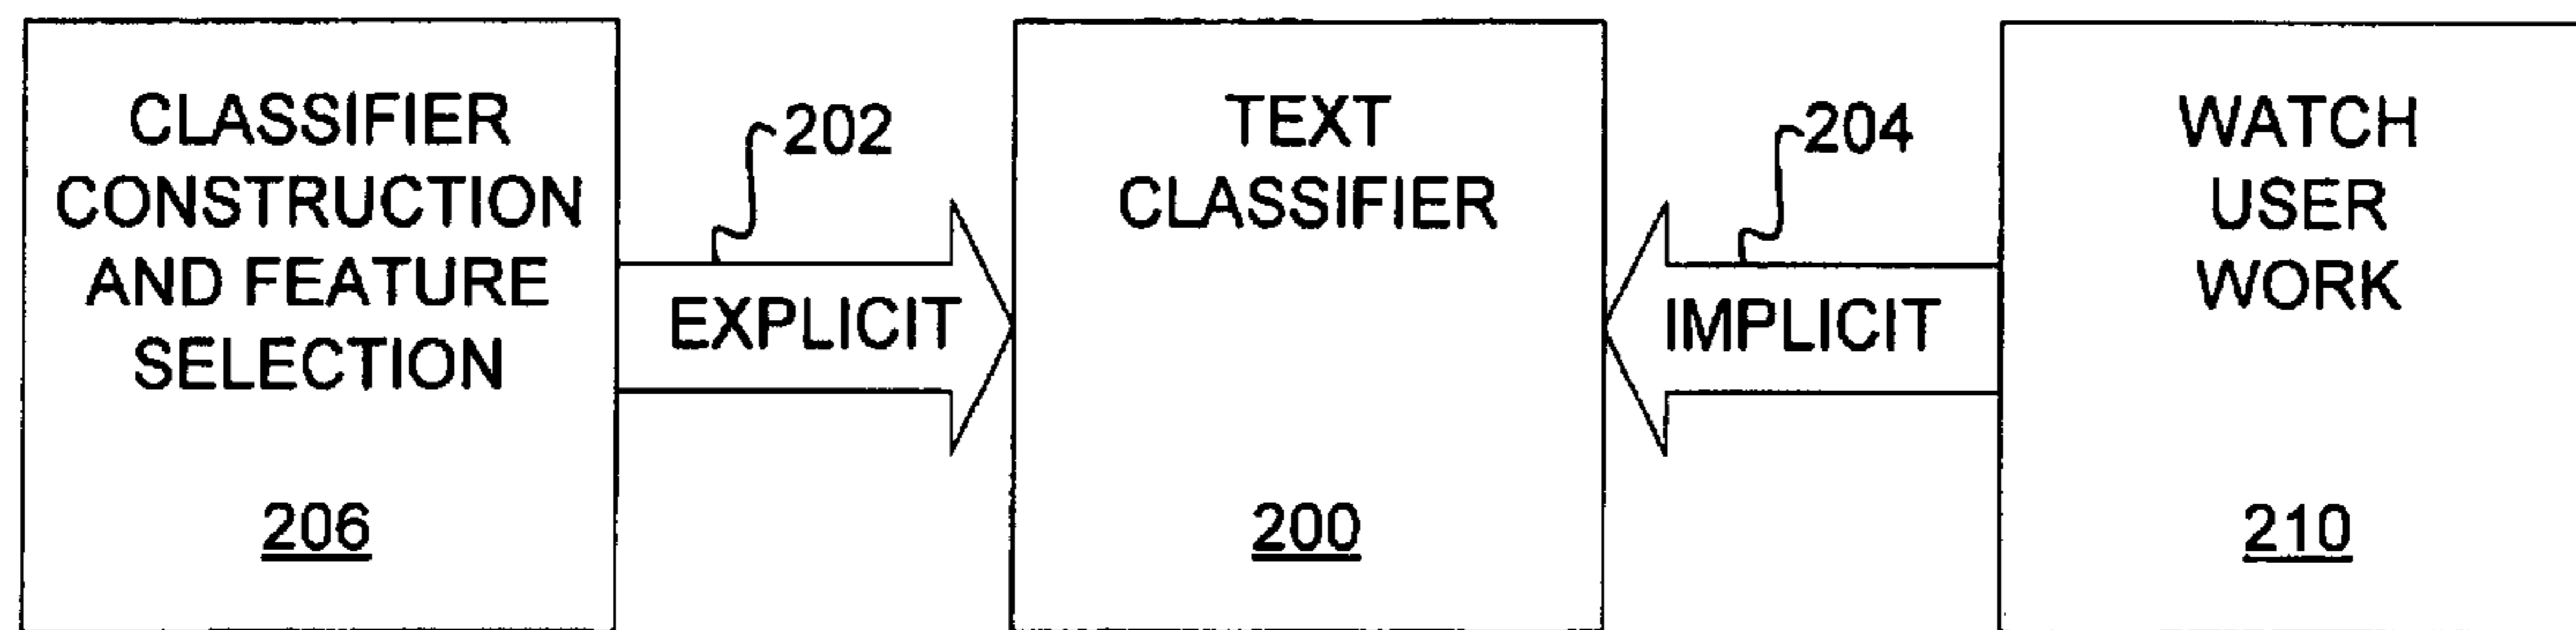 CLASSIFIER
CONSTRUCTION
AND FEATURE
SELECTION
206
202
EXPLICIT
TEXT
CLASSIFIER
200
204
IMPLICIT
WATCH
USER
WORK
210